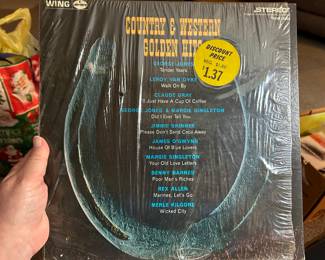 WING
STEREO
COUNTRY & WESTERN
GOLDEN HITS
DISCOUNT
PRICE
$1.37
GEORGE JONES
Tender Years
LEROY VAN DYKE
Walk On By
CLAUDE GRAY
I'll Just Have A Cup Of Coffee
GEORGE JONES & MARGIE SINGLETON
Did I Ever Tell You
JIMMIE SKINNER
Please Don't Send Cecil Away
JAMES O'GWYNN
House Of Blue Lovers
MARGIE SINGLETON
Your Old Love Letters
BENNY BARNES
Poor Man's Riches
REX ALLEN
Marines, Let's Go
MERLE KILGORE
Wicked City